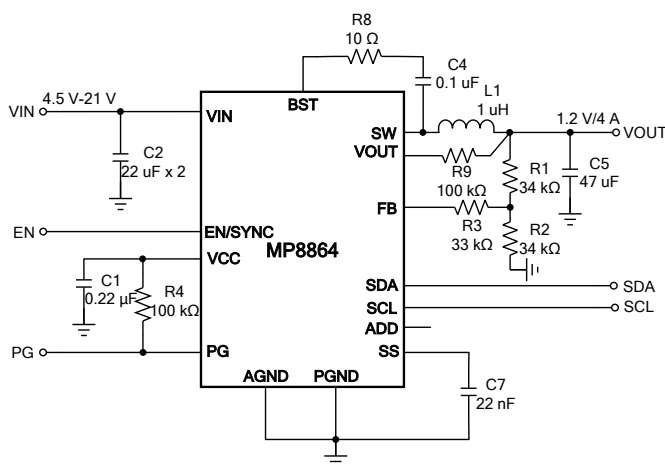 R8
10 Ω
C4
0.1 uF
L1
1 uH
4.5 V-21 V
VIN
VIN
BST
SW
1.2 V/4 A
VOUT
VOUT
C2
22 uF x 2
R9
100 kΩ
R1
34 kΩ
C5
47 uF
FB
R3
33 kΩ
R2
34 kΩ
EN
EN/SYNC
MP8864
VCC
C1
0.22 µF
R4
100 kΩ
SDA
SDA
SCL
SCL
ADD
PG
PG
SS
AGND
PGND
C7
22 nF